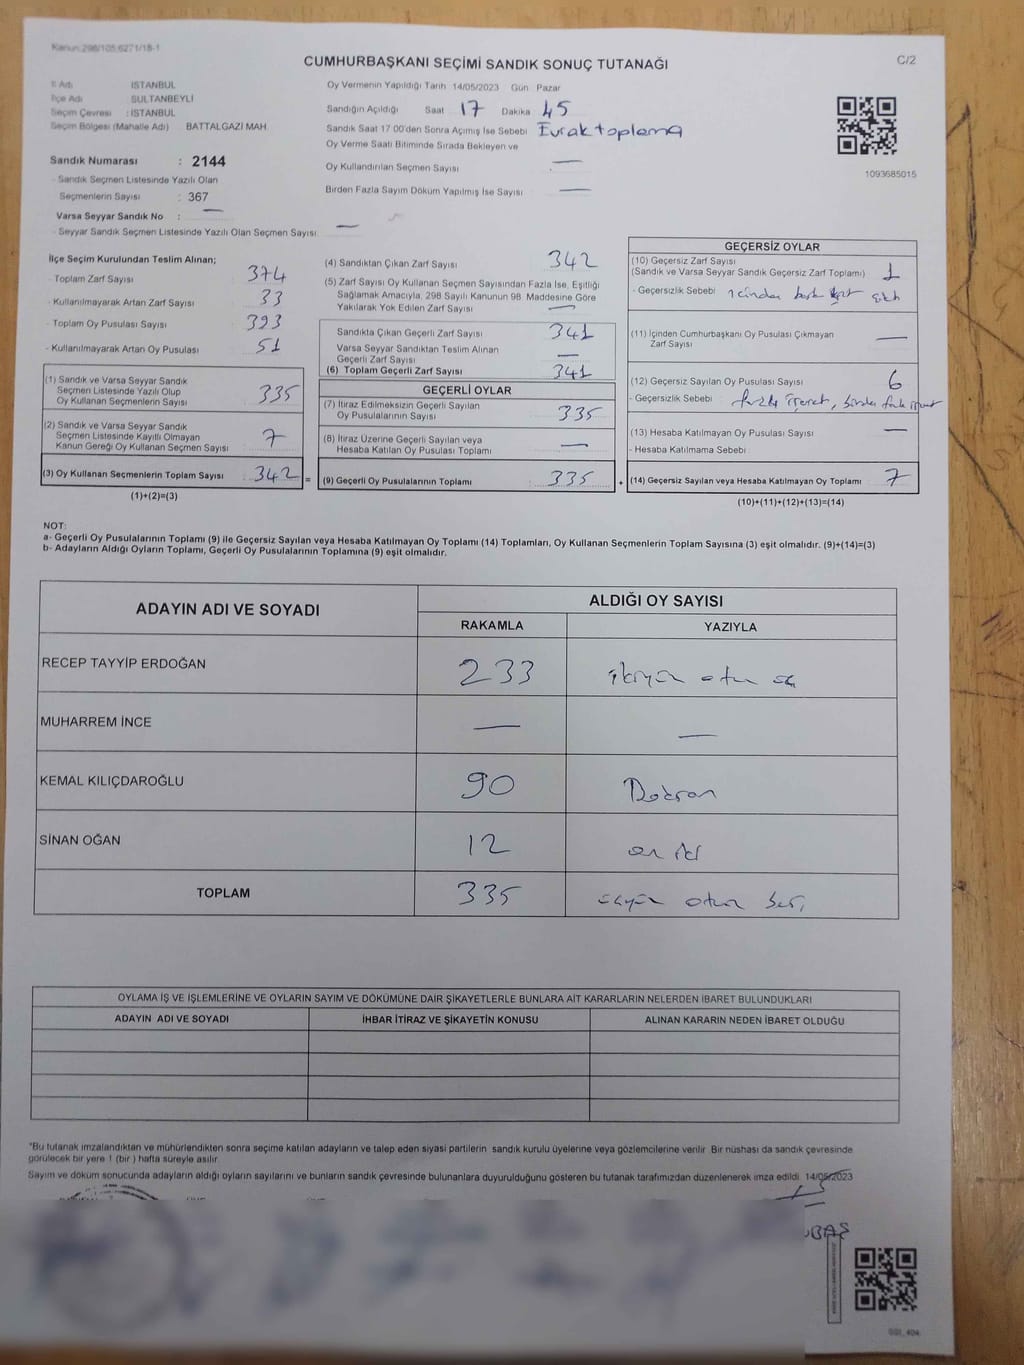 Kanun:298/105,6271/18-1
CUMHURBAŞKANI SEÇİMİ SANDIK SONUÇ TUTANAĞI
C/2
İl Adı İSTANBUL
İlçe Adı SULTANBEYLİ
Seçim Çevresi : İSTANBUL
Seçim Bölgesi (Mahalle Adı) BATTALGAZİ MAH.
Sandık Numarası : 2144
- Sandık Seçmen Listesinde Yazılı Olan
Seçmenlerin Sayısı : 367
Varsa Seyyar Sandık No : —
- Seyyar Sandık Seçmen Listesinde Yazılı Olan Seçmen Sayısı: —
Oy Vermenin Yapıldığı Tarih 14/05/2023 Gün Pazar
Sandığın Açıldığı Saat 17 Dakika 45
Sandık Saat 17 00'den Sonra Açımış İse Sebebi Evrak toplama
Oy Verme Saati Bitiminde Sırada Bekleyen ve
Oy Kullandırılan Seçmen Sayısı —
Birden Fazla Sayım Döküm Yapılmış İse Sayısı —
1093685015
İlçe Seçim Kurulundan Teslim Alınan;
- Toplam Zarf Sayısı 374
- Kullanılmayarak Artan Zarf Sayısı 33
- Toplam Oy Pusulası Sayısı 393
- Kullanılmayarak Artan Oy Pusulası 51
(1) Sandık ve Varsa Seyyar Sandık
Seçmen Listesinde Yazılı Olup
Oy Kullanan Seçmenlerin Sayısı 335
(2) Sandık ve Varsa Seyyar Sandık
Seçmen Listesinde Kayıllı Olmayan
Kanun Gereği Oy Kullanan Seçmen Sayısı 7
(3) Oy Kullanan Seçmenlerin Toplam Sayısı 342 =
(1)+(2)=(3)
(4) Sandıktan Çıkan Zarf Sayısı 342
(5) Zarf Sayısı Oy Kullanan Seçmen Sayısından Fazla İse, Eşitliği
Sağlamak Amacıyla, 298 Sayılı Kanunun 98. Maddesine Göre
Yakılarak Yok Edilen Zarf Sayısı —
Sandıkta Çıkan Geçerli Zarf Sayısı 341
Varsa Seyyar Sandıktan Teslim Alınan
Geçerli Zarf Sayısı —
(6) Toplam Geçerli Zarf Sayısı 341
GEÇERLİ OYLAR
(7) İtiraz Edilmeksizin Geçerli Sayılan
Oy Pusulalarının Sayısı 335
(8) İtiraz Üzerine Geçerli Sayılan veya
Hesaba Katılan Oy Pusulası Toplamı —
(9) Geçerli Oy Pusulalarının Toplamı 335 +
GEÇERSİZ OYLAR
(10) Geçersiz Zarf Sayısı
(Sandık ve Varsa Seyyar Sandık Geçersiz Zarf Toplamı) 1
- Geçersizlik Sebebi içinden
(11) İçinden Cumhurbaşkanı Oy Pusulası Çıkmayan
Zarf Sayısı —
(12) Geçersiz Sayılan Oy Pusulası Sayısı 6
- Geçersizlik Sebebi fazla işaret, birden fazla işaret
(13) Hesaba Katılmayan Oy Pusulası Sayısı —
- Hesaba Katılmama Sebebi
(14) Geçersiz Sayılan veya Hesaba Katılmayan Oy Toplamı 7
(10)+(11)+(12)+(13)=(14)
NOT:
a- Geçerli Oy Pusulalarının Toplamı (9) ile Geçersiz Sayılan veya Hesaba Katılmayan Oy Toplamı (14) Toplamları, Oy Kullanan Seçmenlerin Toplam Sayısına (3) eşit olmalıdır. (9)+(14)=(3)
b- Adayların Aldığı Oyların Toplamı, Geçerli Oy Pusulalarının Toplamına (9) eşit olmalıdır.
ADAYIN ADI VE SOYADI ALDIĞI OY SAYISI
RAKAMLA YAZIYLA
RECEP TAYYİP ERDOĞAN 233 ikiyüz otuz üç
MUHARREM İNCE — —
KEMAL KILIÇDAROĞLU 90 Doksan
SİNAN OĞAN 12 on iki
TOPLAM 335 üçyüz otuz beş
OYLAMA İŞ VE İŞLEMLERİNE VE OYLARIN SAYIM VE DÖKÜMÜNE DAİR ŞİKAYETLERLE BUNLARA AİT KARARLARIN NELERDEN İBARET BULUNDUKLARI
ADAYIN ADI VE SOYADI İHBAR İTİRAZ VE ŞİKAYETİN KONUSU ALINAN KARARIN NEDEN İBARET OLDUĞU
*Bu tutanak imzalandıktan ve mühürlendikten sonra seçime katılan adayların ve talep eden siyasi partilerin sandık kurulu üyelerine veya gözlemcilerine verilir. Bir nüshası da sandık çevresinde
görülecek bir yere 1 (bir ) hafta süreyle asılır.
Sayım ve döküm sonucunda adayların aldığı oyların sayılarını ve bunların sandık çevresinde bulunanlara duyurulduğunu gösteren bu tutanak tarafımızdan düzenlenerek imza edildi. 14/05/2023